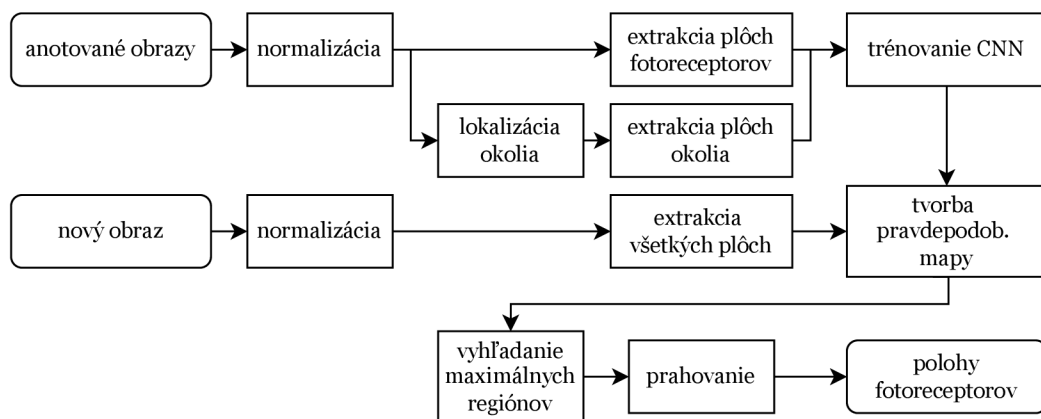 anotované obrazy
normalizácia
extrakcia plôch
fotoreceptorov
trénovanie CNN
lokalizácia
okolia
extrakcia plôch
okolia
nový obraz
normalizácia
extrakcia
všetkých plôch
tvorba
pravdepodob.
mapy
vyhľadanie
maximálnych
regiónov
prahovanie
polohy
fotoreceptorov